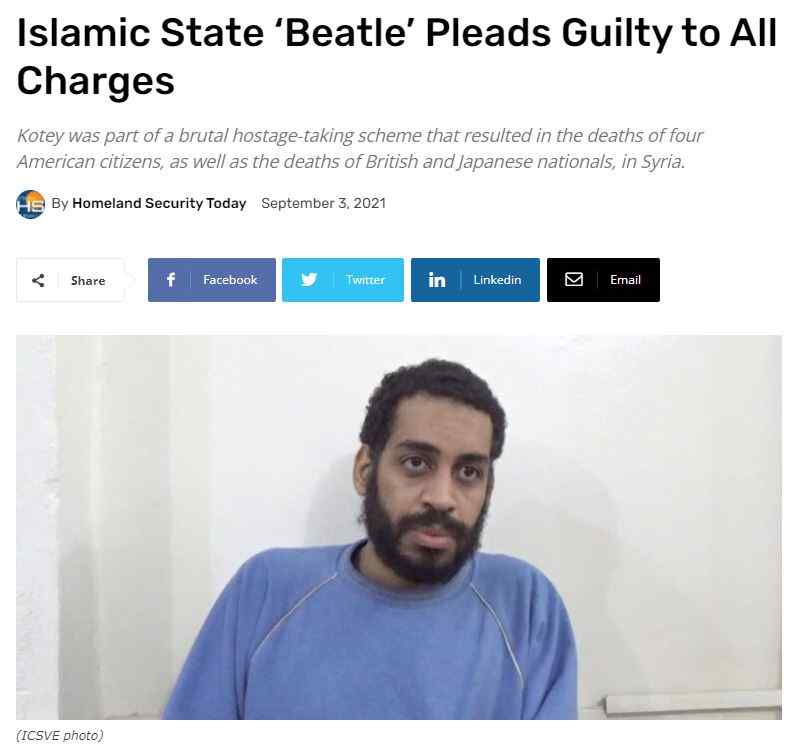 Islamic State ‘Beatle’ Pleads Guilty to All
Charges
Kotey was part of a brutal hostage-taking scheme that resulted in the deaths of four
American citizens, as well as the deaths of British and Japanese nationals, in Syria.
HS By Homeland Security Today September 3, 2021
Share Facebook Twitter Linkedin Email
(ICSVE photo)